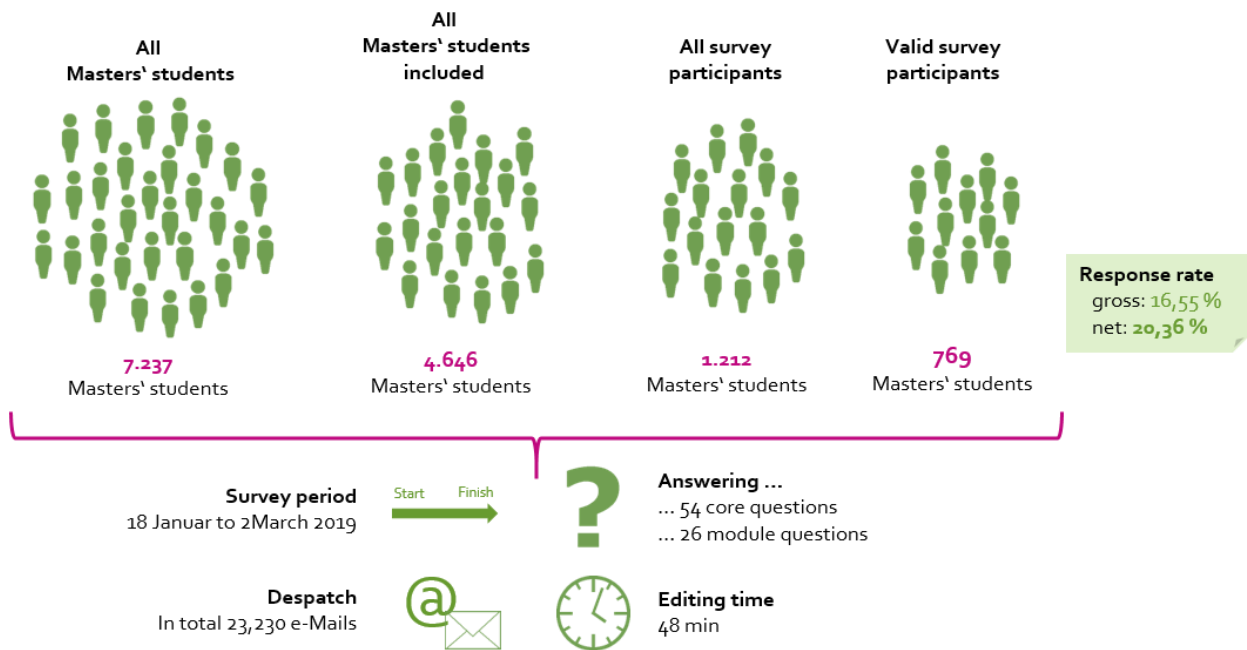 All
Masters‘ students
All
Masters‘ students
included
All survey
participants
Valid survey
participants
7.237
Masters‘ students
4.646
Masters‘ students
1.212
Masters‘ students
769
Masters‘ students
Response rate
gross: 16,55 %
net: 20,36 %
Survey period
18 Januar to 2March 2019
Start
Finish
?
Answering ...
... 54 core questions
... 26 module questions
Despatch
In total 23,230 e-Mails
@
Editing time
48 min